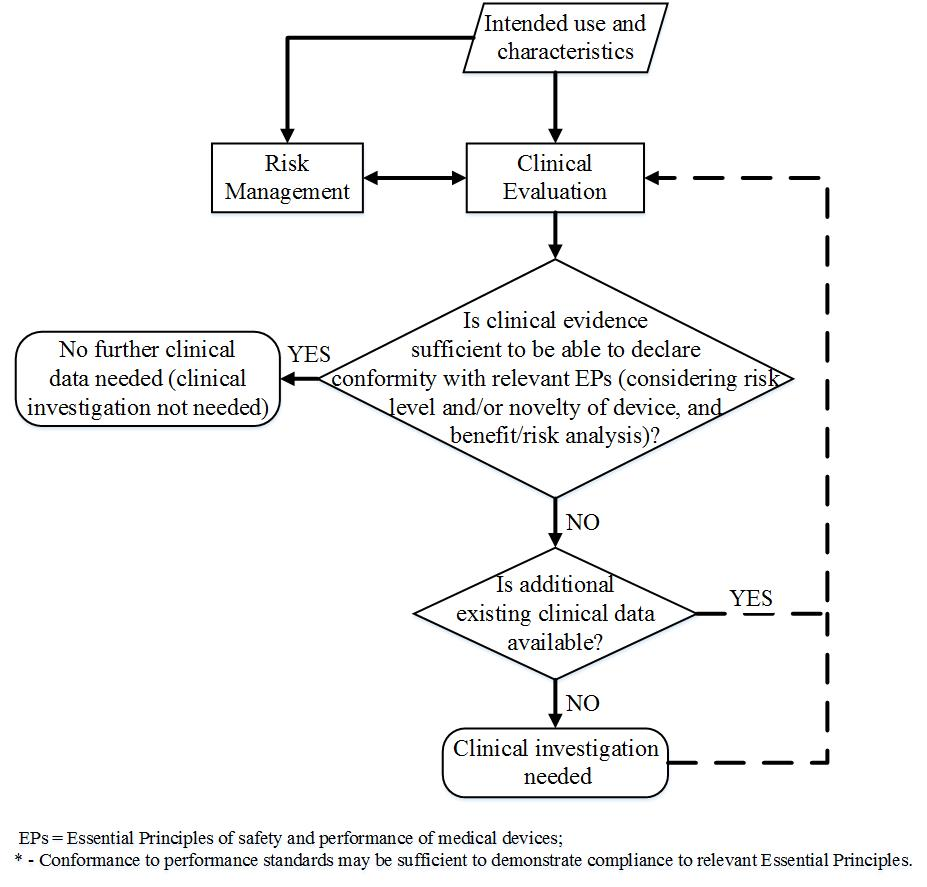 Intended use and
characteristics
Risk
Management
Clinical
Evaluation
Is clinical evidence
sufficient to be able to declare
conformity with relevant EPs (considering risk
level and/or novelty of device, and
benefit/risk analysis)?
YES
No further clinical
data needed (clinical
investigation not needed)
NO
Is additional
existing clinical data
available?
YES
NO
Clinical investigation
needed
EPs = Essential Principles of safety and performance of medical devices;
* - Conformance to performance standards may be sufficient to demonstrate compliance to relevant Essential Principles.